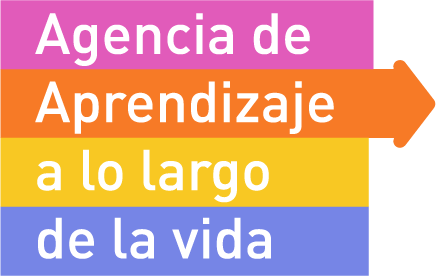 Agencia de
Aprendizaje
a lo largo
de la vida